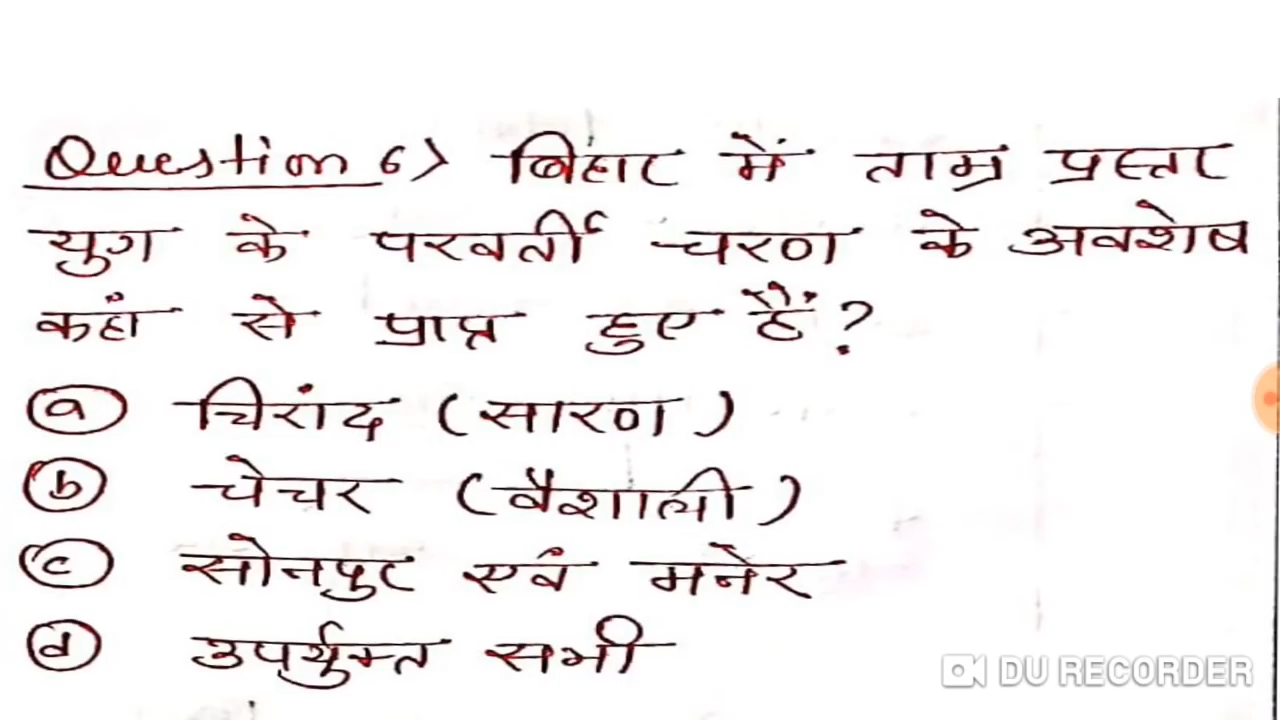 Question 6> बिहार में ताम्र प्रस्तर
युग के परवर्ती चरण के अवशेष
कहां से प्राप्त हुए हैं?
(a) चिरांद (सारण)
(b) चेचर (वैशाली)
(c) सोनपुर एवं मनेर
(d) उपर्युक्त सभी
DU RECORDER